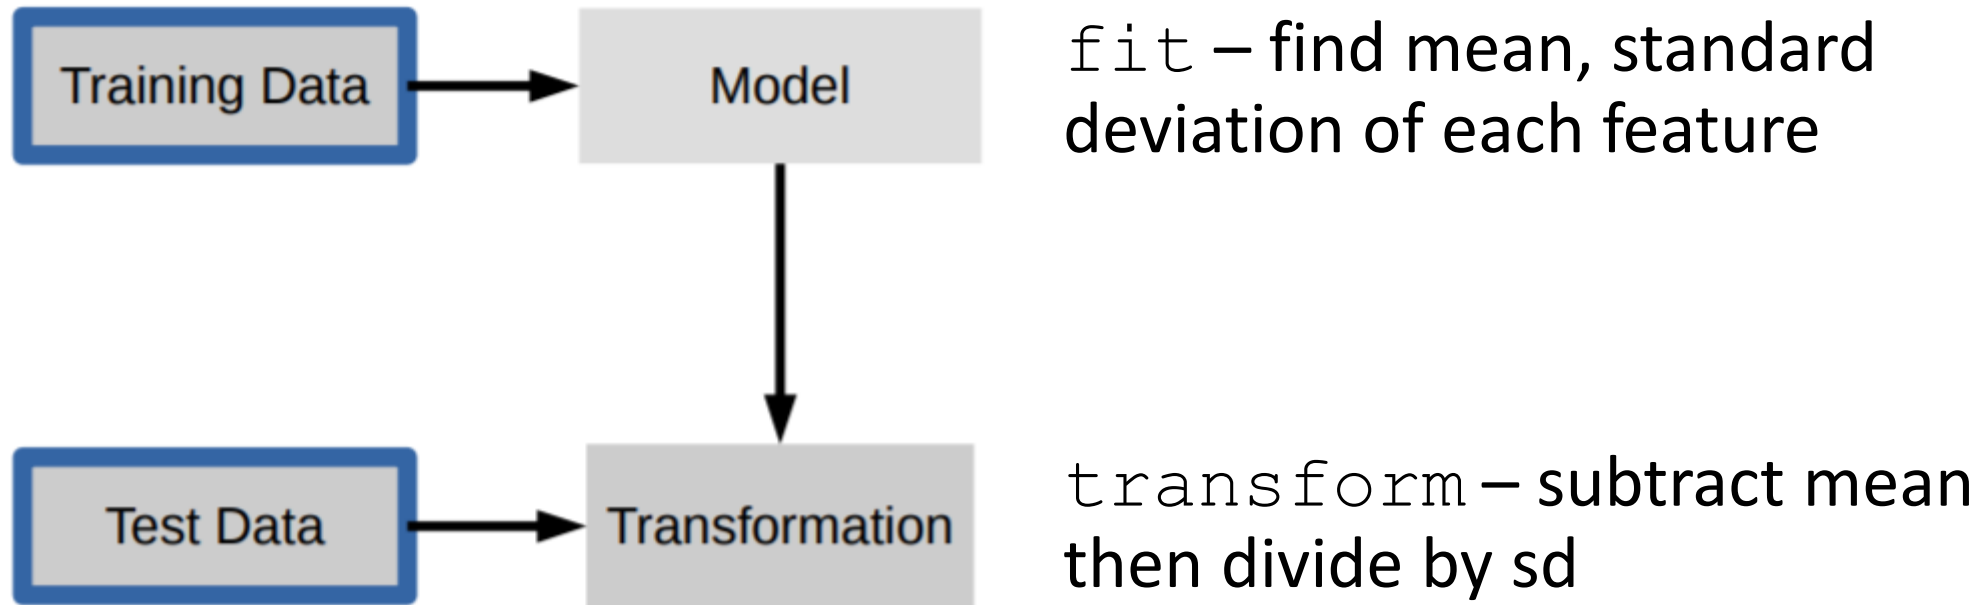 Training Data
Model
fit – find mean, standard
deviation of each feature
Test Data
Transformation
transform – subtract mean
then divide by sd